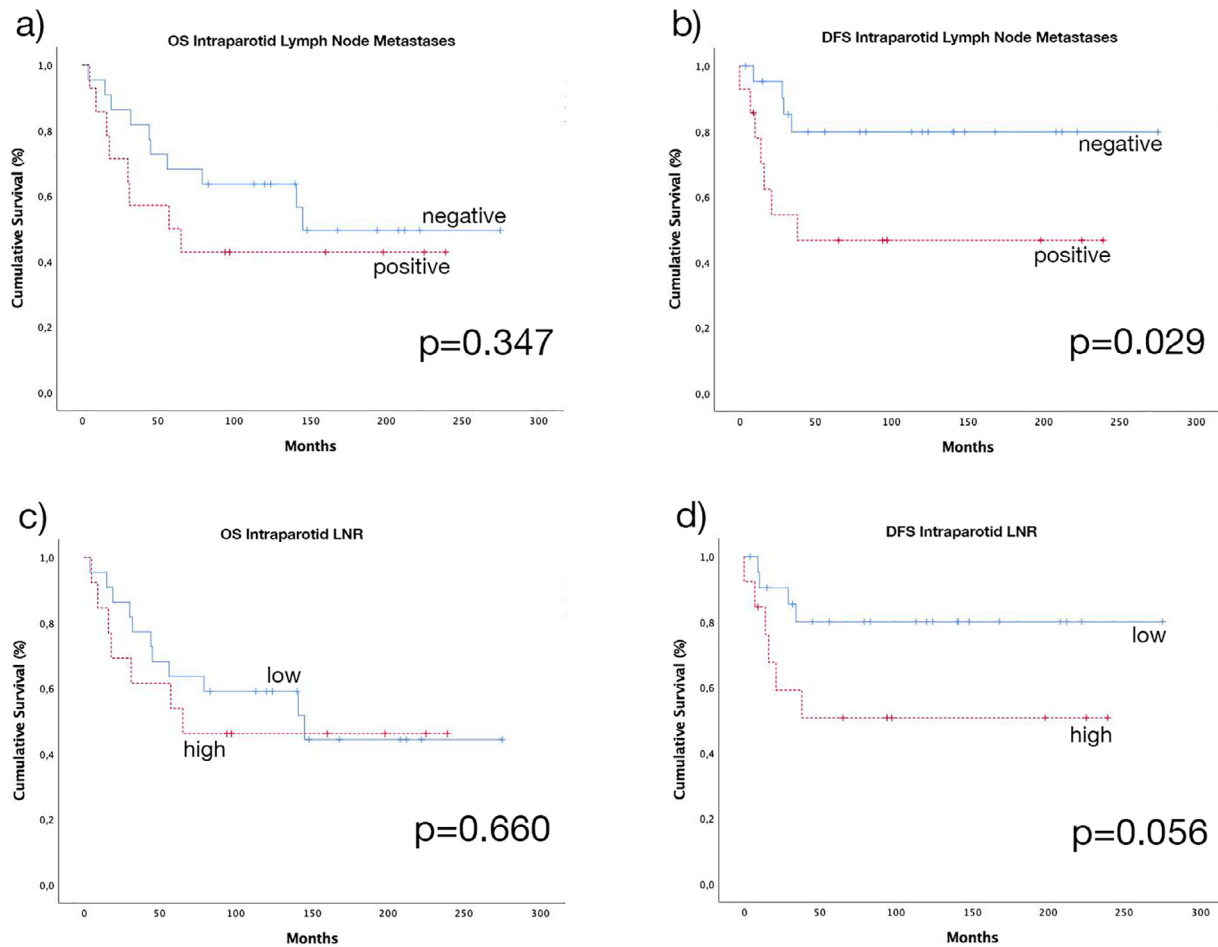 a)
OS Intraparotid Lymph Node Metastases
Cumulative Survival (%)
1,0
0,8
0,6
0,4
0,2
0,0
negative
positive
p=0.347
0 50 100 150 200 250 300
Months
b)
DFS Intraparotid Lymph Node Metastases
Cumulative Survival (%)
1,0
0,8
0,6
0,4
0,2
0,0
negative
positive
p=0.029
0 50 100 150 200 250 300
Months
c)
OS Intraparotid LNR
Cumulative Survival (%)
1,0
0,8
0,6
0,4
0,2
0,0
low
high
p=0.660
0 50 100 150 200 250 300
Months
d)
DFS Intraparotid LNR
Cumulative Survival (%)
1,0
0,8
0,6
0,4
0,2
0,0
low
high
p=0.056
0 50 100 150 200 250 300
Months